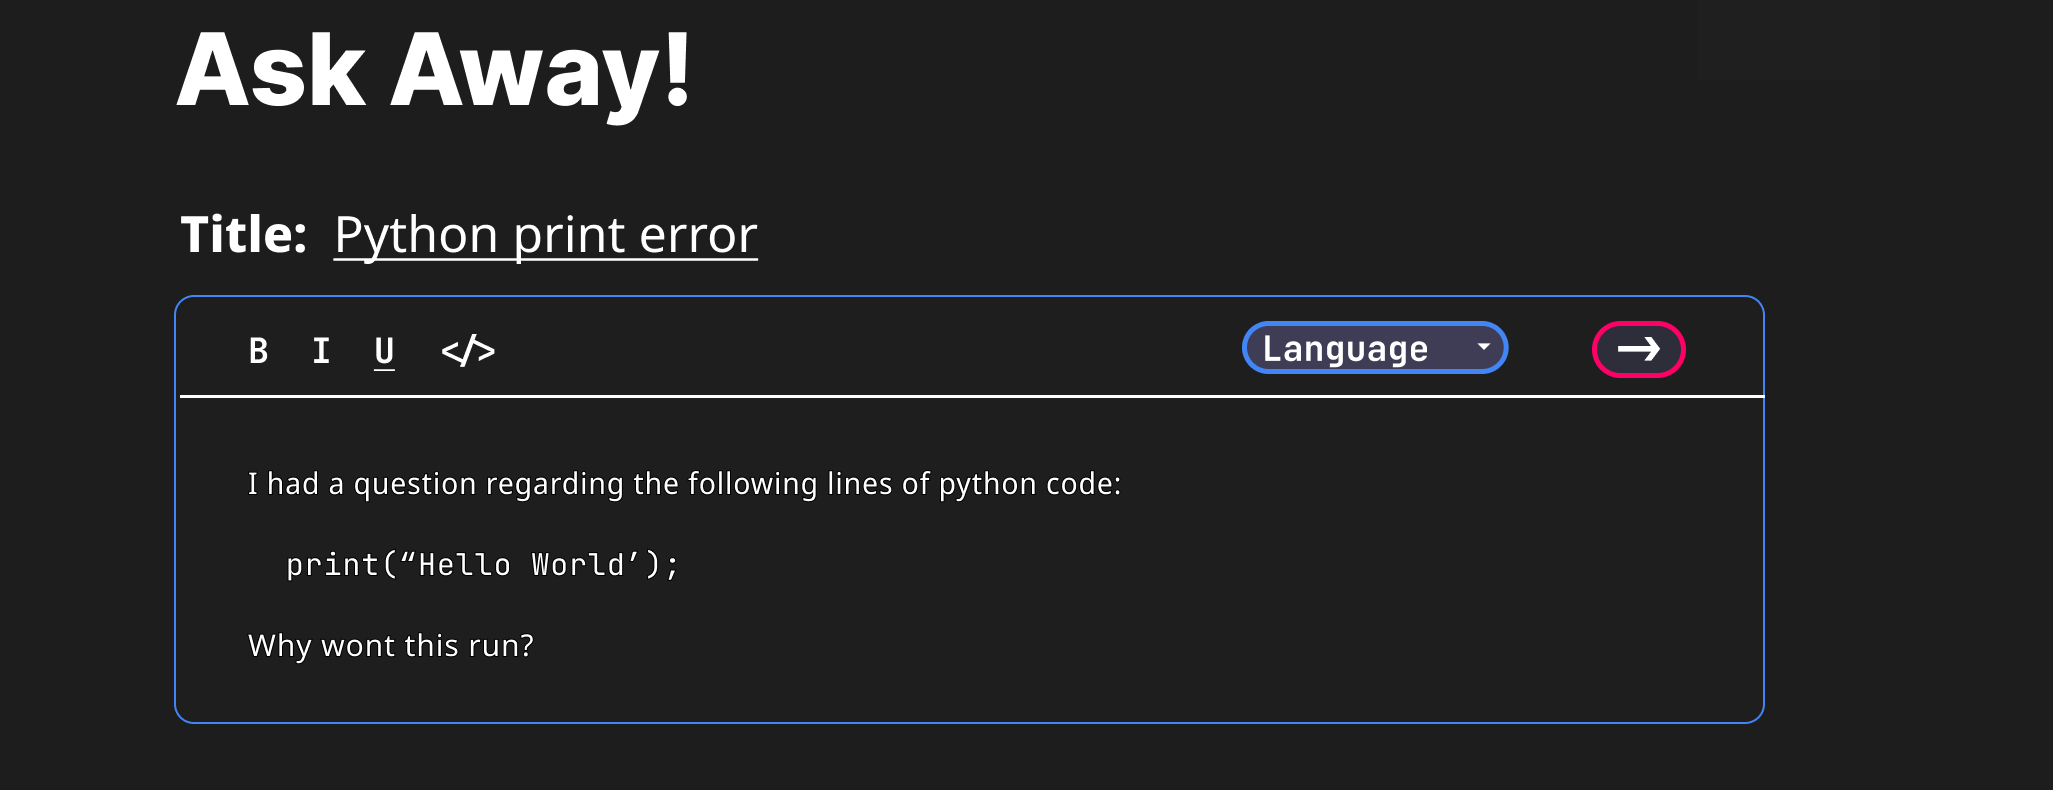 Ask Away!
Title: Python print error
B I U </> Language →
I had a question regarding the following lines of python code:
print(“Hello World’);
Why wont this run?